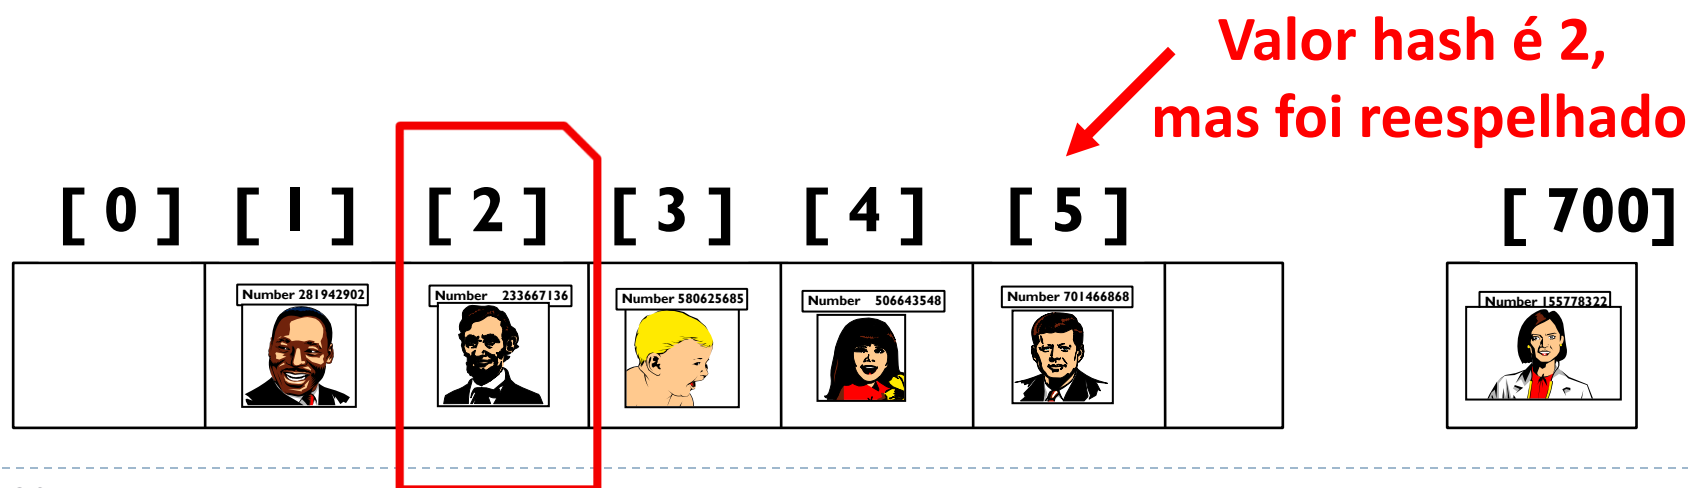 Valor hash é 2,
mas foi reespelhado
[ 0 ] [ 1 ] [ 2 ] [ 3 ] [ 4 ] [ 5 ] [ 700]
Number 281942902
Number 233667136
Number 580625685
Number 506643548
Number 701466868
Number 155778322